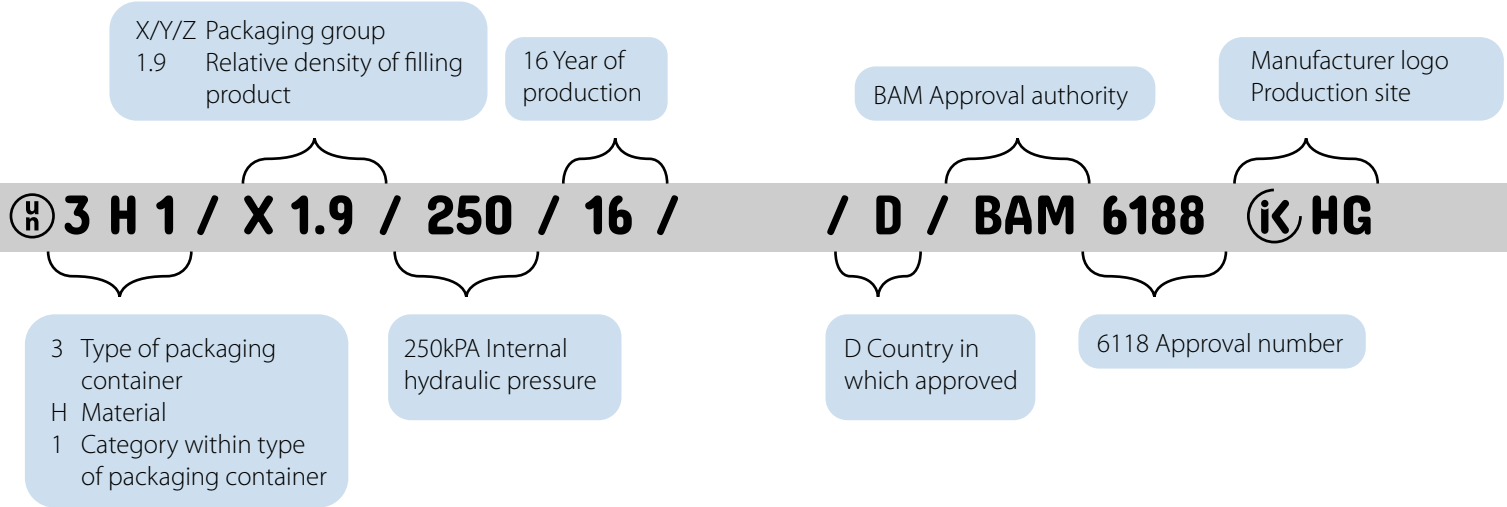 X/Y/Z Packaging group
1.9 Relative density of filling
product
16 Year of
production
BAM Approval authority
Manufacturer logo
Production site
un 3 H 1 / X 1.9 / 250 / 16 / / D / BAM 6188 iK HG
3 Type of packaging
container
H Material
1 Category within type
of packaging container
250kPA Internal
hydraulic pressure
D Country in
which approved
6118 Approval number